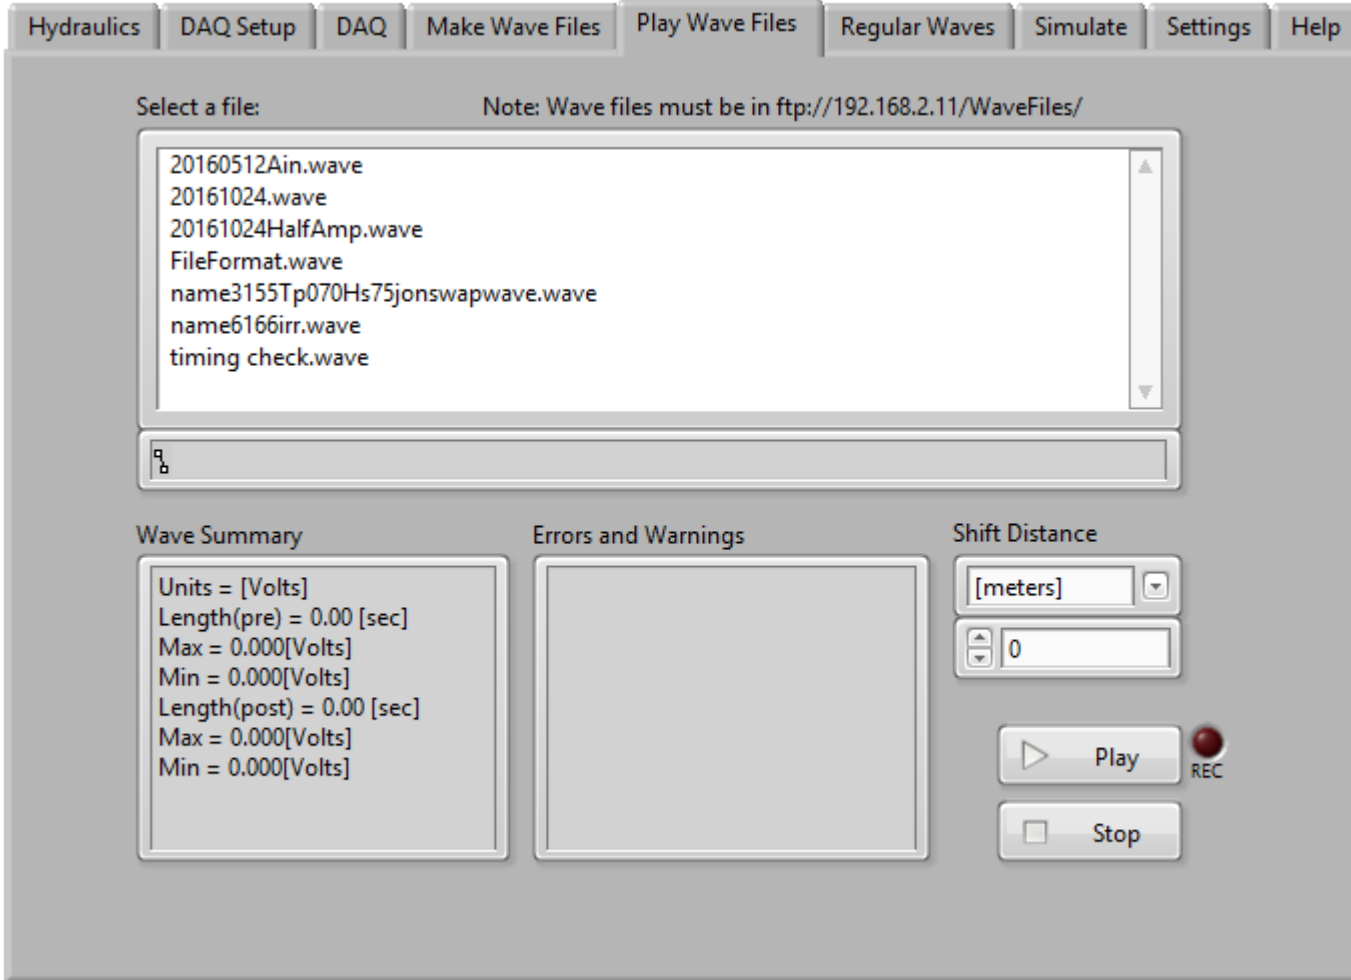 Hydraulics DAQ Setup DAQ Make Wave Files Play Wave Files Regular Waves Simulate Settings Help
Select a file: Note: Wave files must be in ftp://192.168.2.11/WaveFiles/
20160512Ain.wave
20161024.wave
20161024HalfAmp.wave
FileFormat.wave
name3155Tp070Hs75jonswapwave.wave
name6166irr.wave
timing check.wave
Wave Summary
Units = [Volts]
Length(pre) = 0.00 [sec]
Max = 0.000[Volts]
Min = 0.000[Volts]
Length(post) = 0.00 [sec]
Max = 0.000[Volts]
Min = 0.000[Volts]
Errors and Warnings
Shift Distance
[meters]
0
Play
REC
Stop